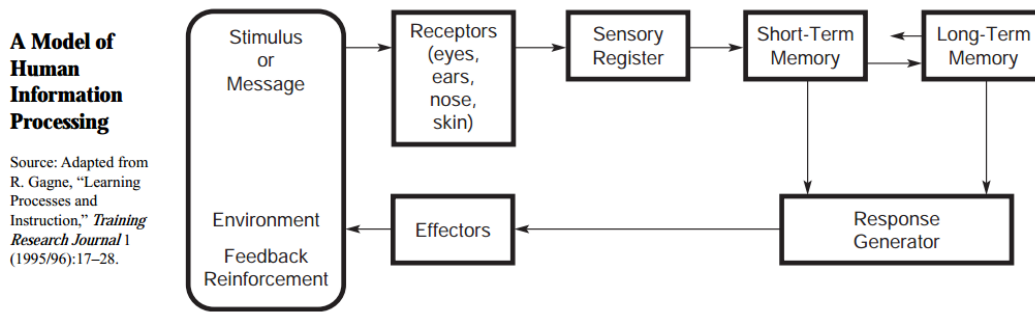 A Model of
Human
Information
Processing
Source: Adapted from
R. Gagne, “Learning
Processes and
Instruction,” Training
Research Journal 1
(1995/96):17–28.
Stimulus
or
Message
Receptors
(eyes,
ears,
nose,
skin)
Sensory
Register
Short-Term
Memory
Long-Term
Memory
Environment
Feedback
Reinforcement
Effectors
Response
Generator